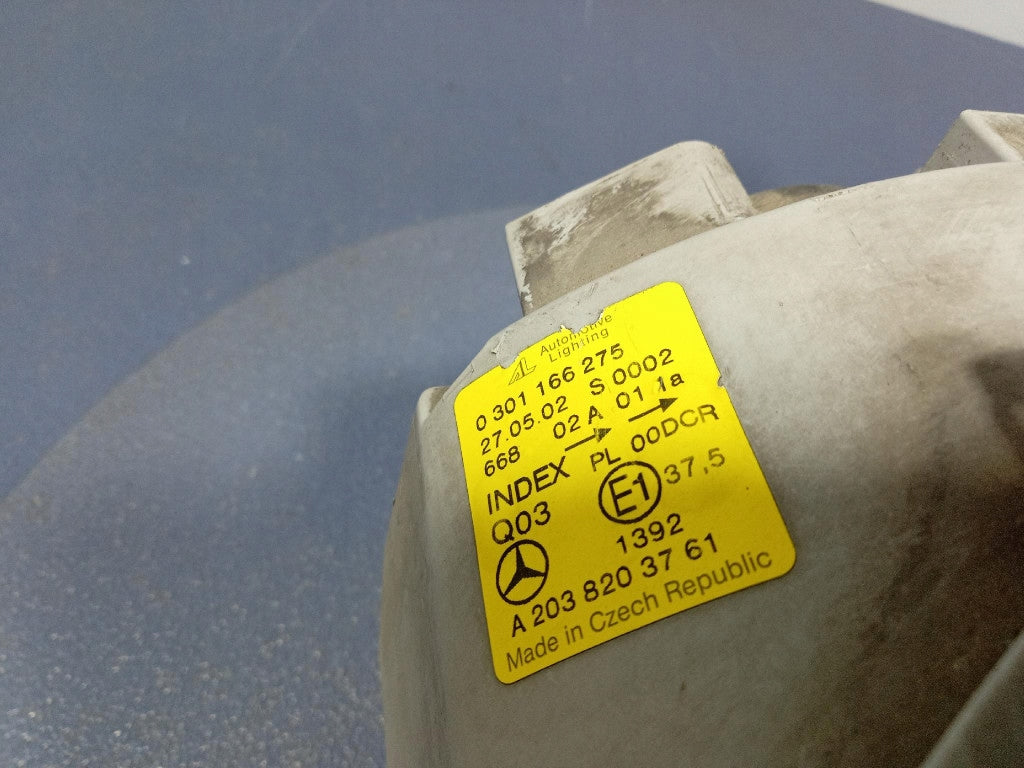 AL Automotive
Lighting
0 301 166 275
27.05.02 S 0002
668 02 A 01 1a
INDEX PL 00DCR
Q03 E1 37,5
1392
A 203 820 37 61
Made in Czech Republic